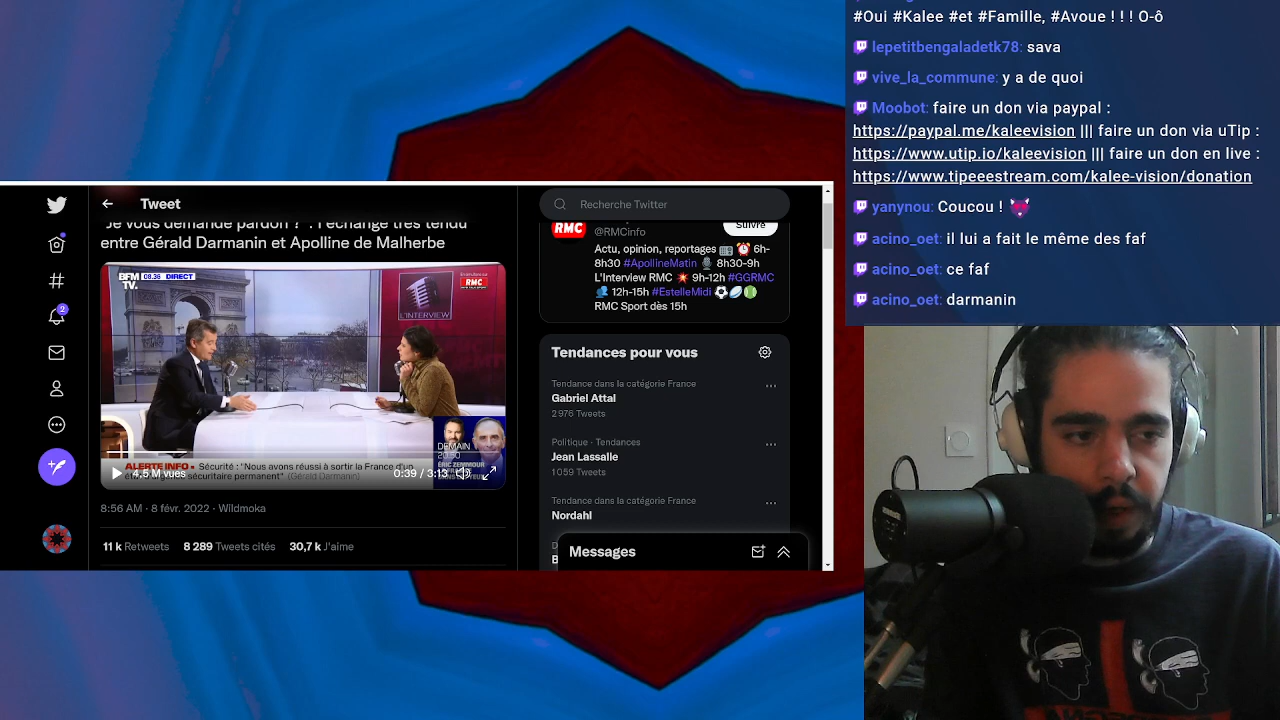 #Oui #Kalee #et #Famille, #Avoue ! ! ! O-ô
lepetitbengaladetk78: sava
vive_la_commune: y a de quoi
Moobot: faire un don via paypal :
https://paypal.me/kaleevision ||| faire un don via uTip :
https://www.utip.io/kaleevision ||| faire un don en live :
https://www.tipeeestream.com/kalee-vision/donation
yanynou: Coucou !
acino_oet: il lui a fait le même des faf
acino_oet: ce faf
acino_oet: darmanin
Tweet
"Je vous demande pardon ?" : l'échange très tendu
entre Gérald Darmanin et Apolline de Malherbe
BFM TV. 08.36 DIRECT
RMC
L'INTERVIEW
DEMAIN
20:50
ÉRIC ZEMMOUR
ALERTE INFO Sécurité : "Nous avons réussi à sortir la France d'un
sécuritaire permanent" (Gérald Darmanin)
4,5 M vues
0:39 / 3:13
8:56 AM · 8 févr. 2022 · Wildmoka
11 k Retweets 8 289 Tweets cités 30,7 k J'aime
2
Recherche Twitter
RMC
@RMCinfo
Suivre
Actu, opinion, reportages 6h-
8h30 #ApollineMatin 8h30-9h
L'Interview RMC 9h-12h #GGRMC
12h-15h #EstelleMidi
RMC Sport dès 15h
Tendances pour vous
Tendance dans la catégorie France
Gabriel Attal
2 976 Tweets
Politique · Tendances
Jean Lassalle
1 059 Tweets
Tendance dans la catégorie France
Nordahl
Messages